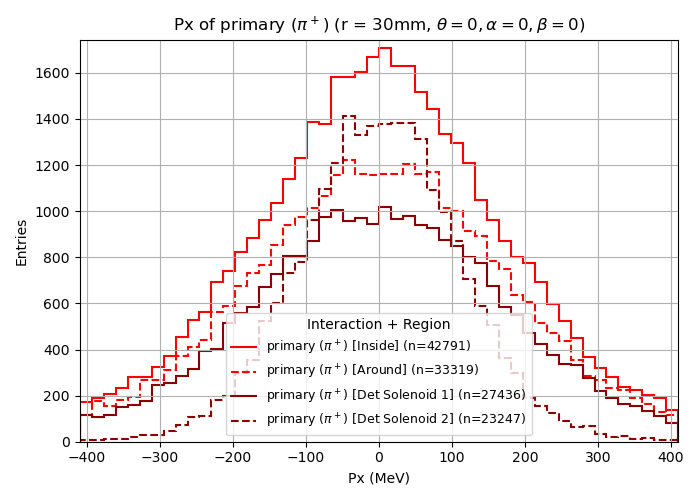 Px of primary (π⁺) (r = 30mm, θ = 0, α = 0, β = 0)
1600
1400
1200
1000
800
600
400
200
0
Entries
Interaction + Region
primary (π⁺) [Inside] (n=42791)
primary (π⁺) [Around] (n=33319)
primary (π⁺) [Det Solenoid 1] (n=27436)
primary (π⁺) [Det Solenoid 2] (n=23247)
−400 −300 −200 −100 0 100 200 300 400
Px (MeV)